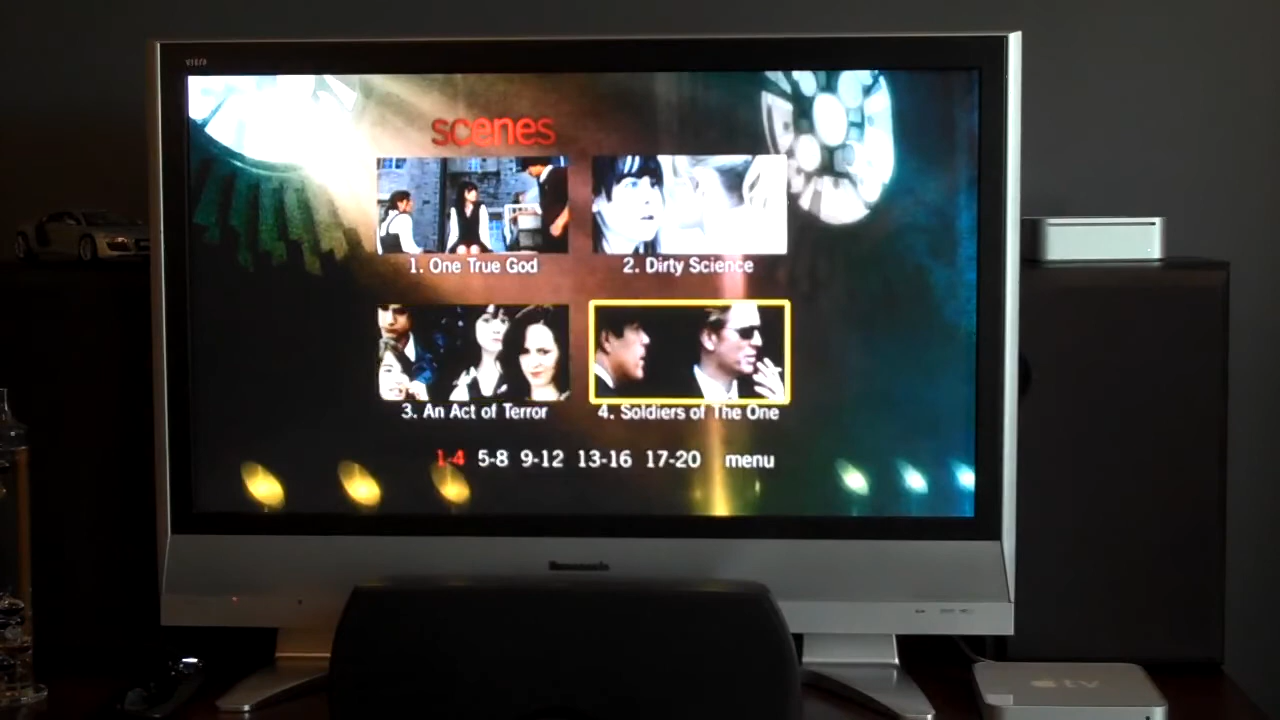 VIERA
scenes
1. One True God
2. Dirty Science
3. An Act of Terror
4. Soldiers of The One
1-4 5-8 9-12 13-16 17-20 menu
Panasonic
tv